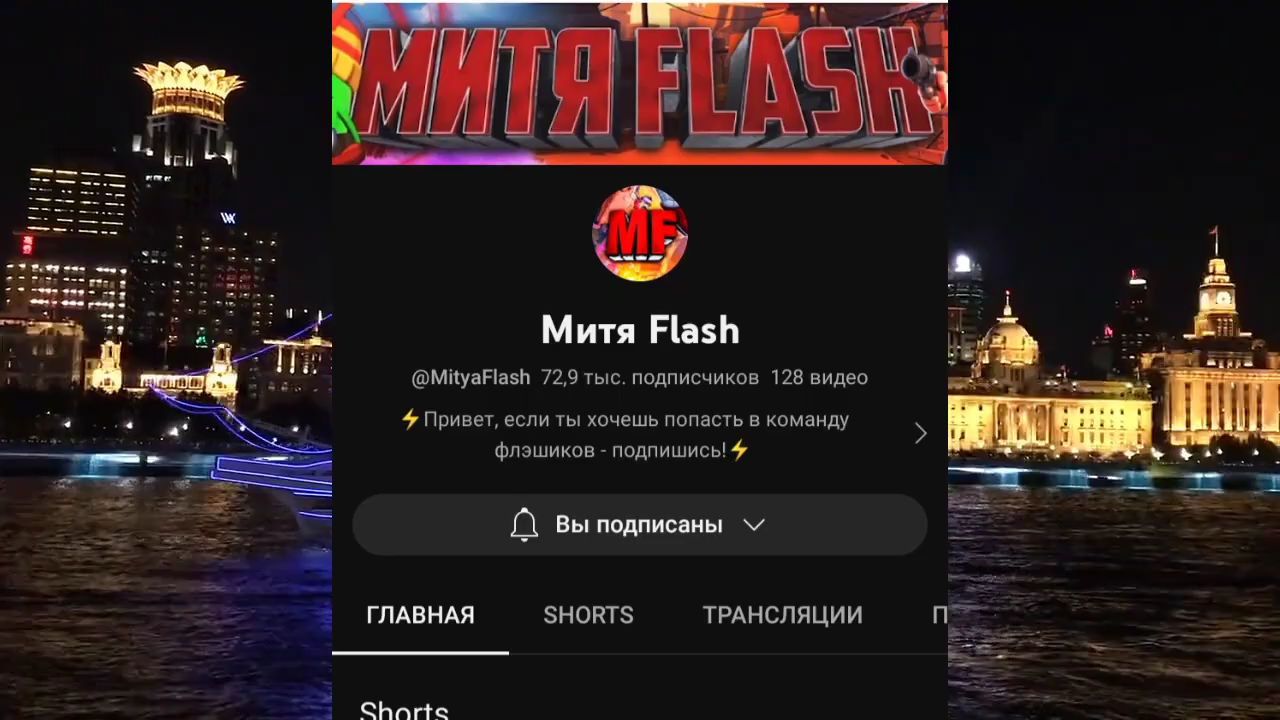 МИТЯ FLASH
MF
Митя Flash
@MityaFlash 72,9 тыс. подписчиков 128 видео
⚡Привет, если ты хочешь попасть в команду
флэшиков - подпишись!⚡
Вы подписаны
ГЛАВНАЯ SHORTS ТРАНСЛЯЦИИ П
Shorts